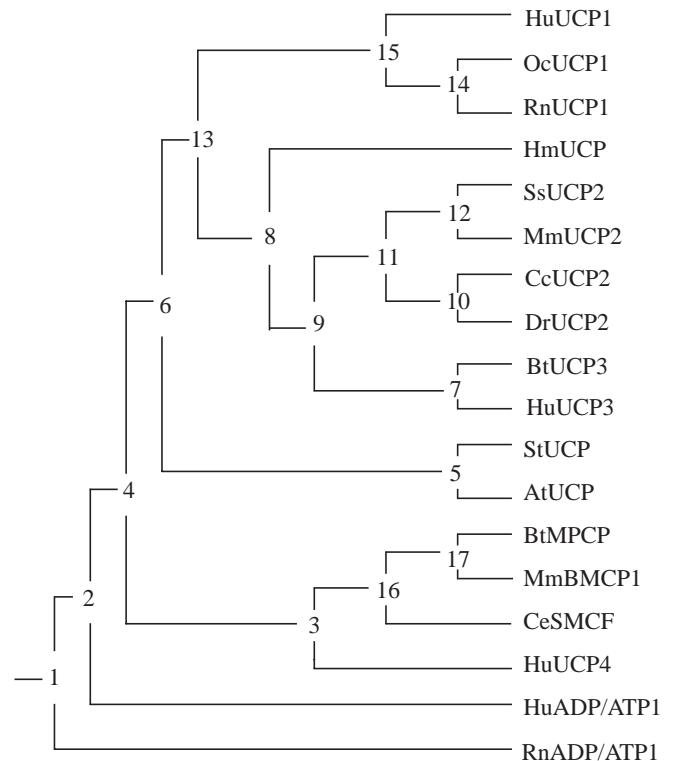 HuUCP1
15
OcUCP1
14
RnUCP1
13
HmUCP
SsUCP2
12
MmUCP2
8
11
CcUCP2
10
6
9
DrUCP2
BtUCP3
7
HuUCP3
StUCP
5
4
AtUCP
BtMPCP
17
MmBMCP1
2
16
3
CeSMCF
HuUCP4
1
HuADP/ATP1
RnADP/ATP1